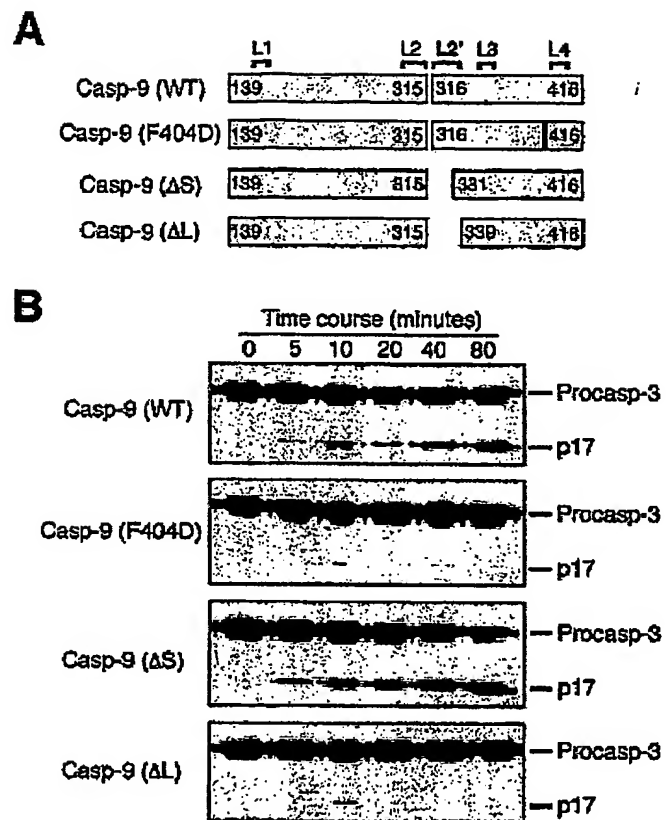 A
L1 L2 L2' L3 L4
Casp-9 (WT) 139 315 316 416 i
Casp-9 (F404D) 139 315 316 416
Casp-9 (ΔS) 139 315 331 416
Casp-9 (ΔL) 139 315 339 416
B
Time course (minutes)
0 5 10 20 40 80
Casp-9 (WT)
Procasp-3
p17
Casp-9 (F404D)
Procasp-3
p17
Casp-9 (ΔS)
Procasp-3
p17
Casp-9 (ΔL)
Procasp-3
p17